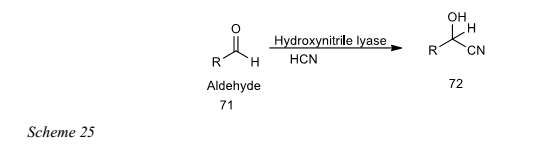 O
R H
Aldehyde
71
Hydroxynitrile lyase
HCN
OH
H
R CN
72
Scheme 25